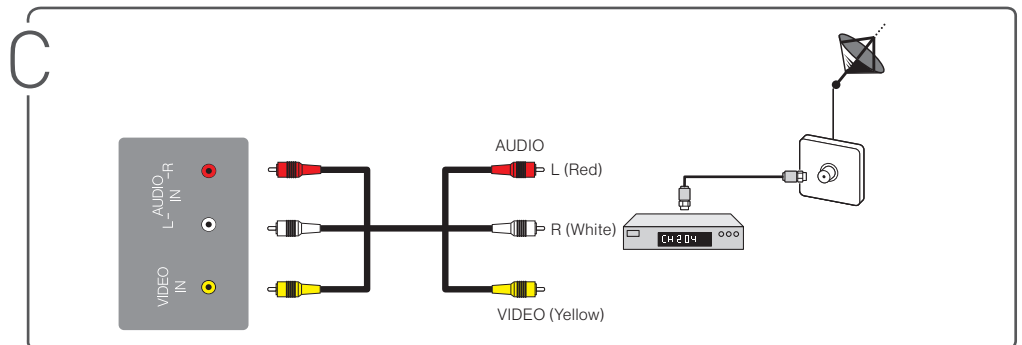 C
AUDIO
L (Red)
R (White)
VIDEO (Yellow)
L- AUDIO -R
IN
VIDEO
IN
CH204